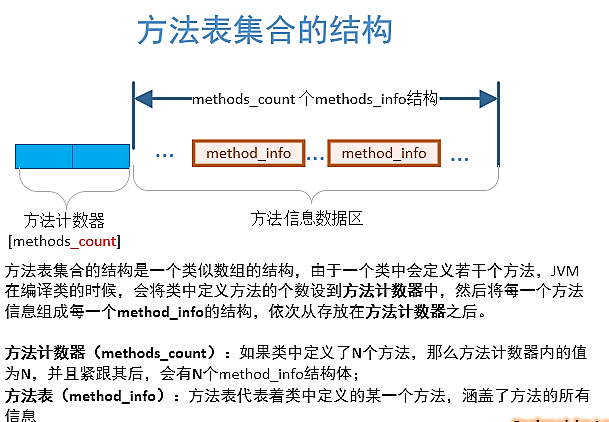 方法表集合的结构
methods_count 个methods_info结构
... method_info ... method_info ...
方法计数器
[methods_count]
方法信息数据区
方法表集合的结构是一个类似数组的结构，由于一个类中会定义若干个方法，JVM
在编译类的时候，会将类中定义方法的个数设到方法计数器中，然后将每一个方法
信息组成每一个method_info的结构，依次从存放在方法计数器之后。
方法计数器（methods_count）：如果类中定义了N个方法，那么方法计数器内的值
为N，并且紧跟其后，会有N个method_info结构体；
方法表（method_info）：方法表代表着类中定义的某一个方法，涵盖了方法的所有
信息